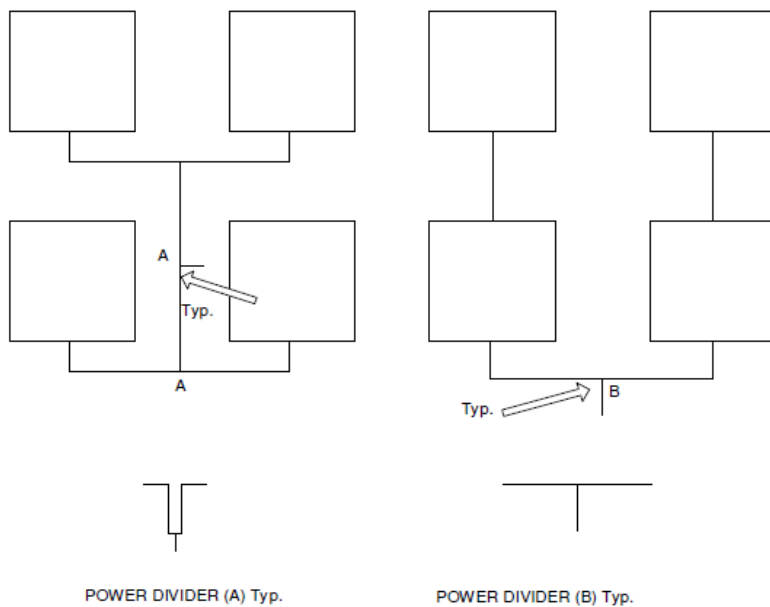 A
Typ.
A
B
Typ.
POWER DIVIDER (A) Typ.
POWER DIVIDER (B) Typ.